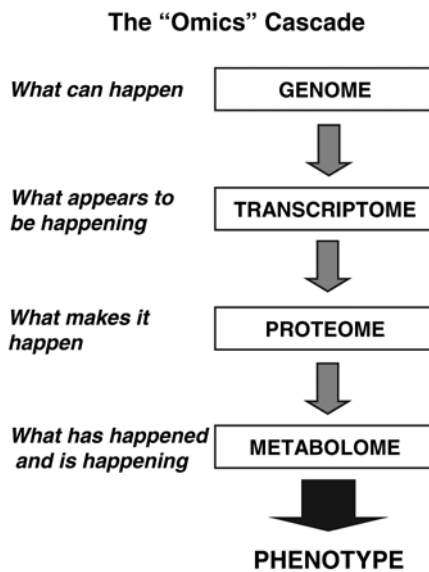 The “Omics” Cascade
What can happen
GENOME
What appears to
be happening
TRANSCRIPTOME
What makes it
happen
PROTEOME
What has happened
and is happening
METABOLOME
PHENOTYPE